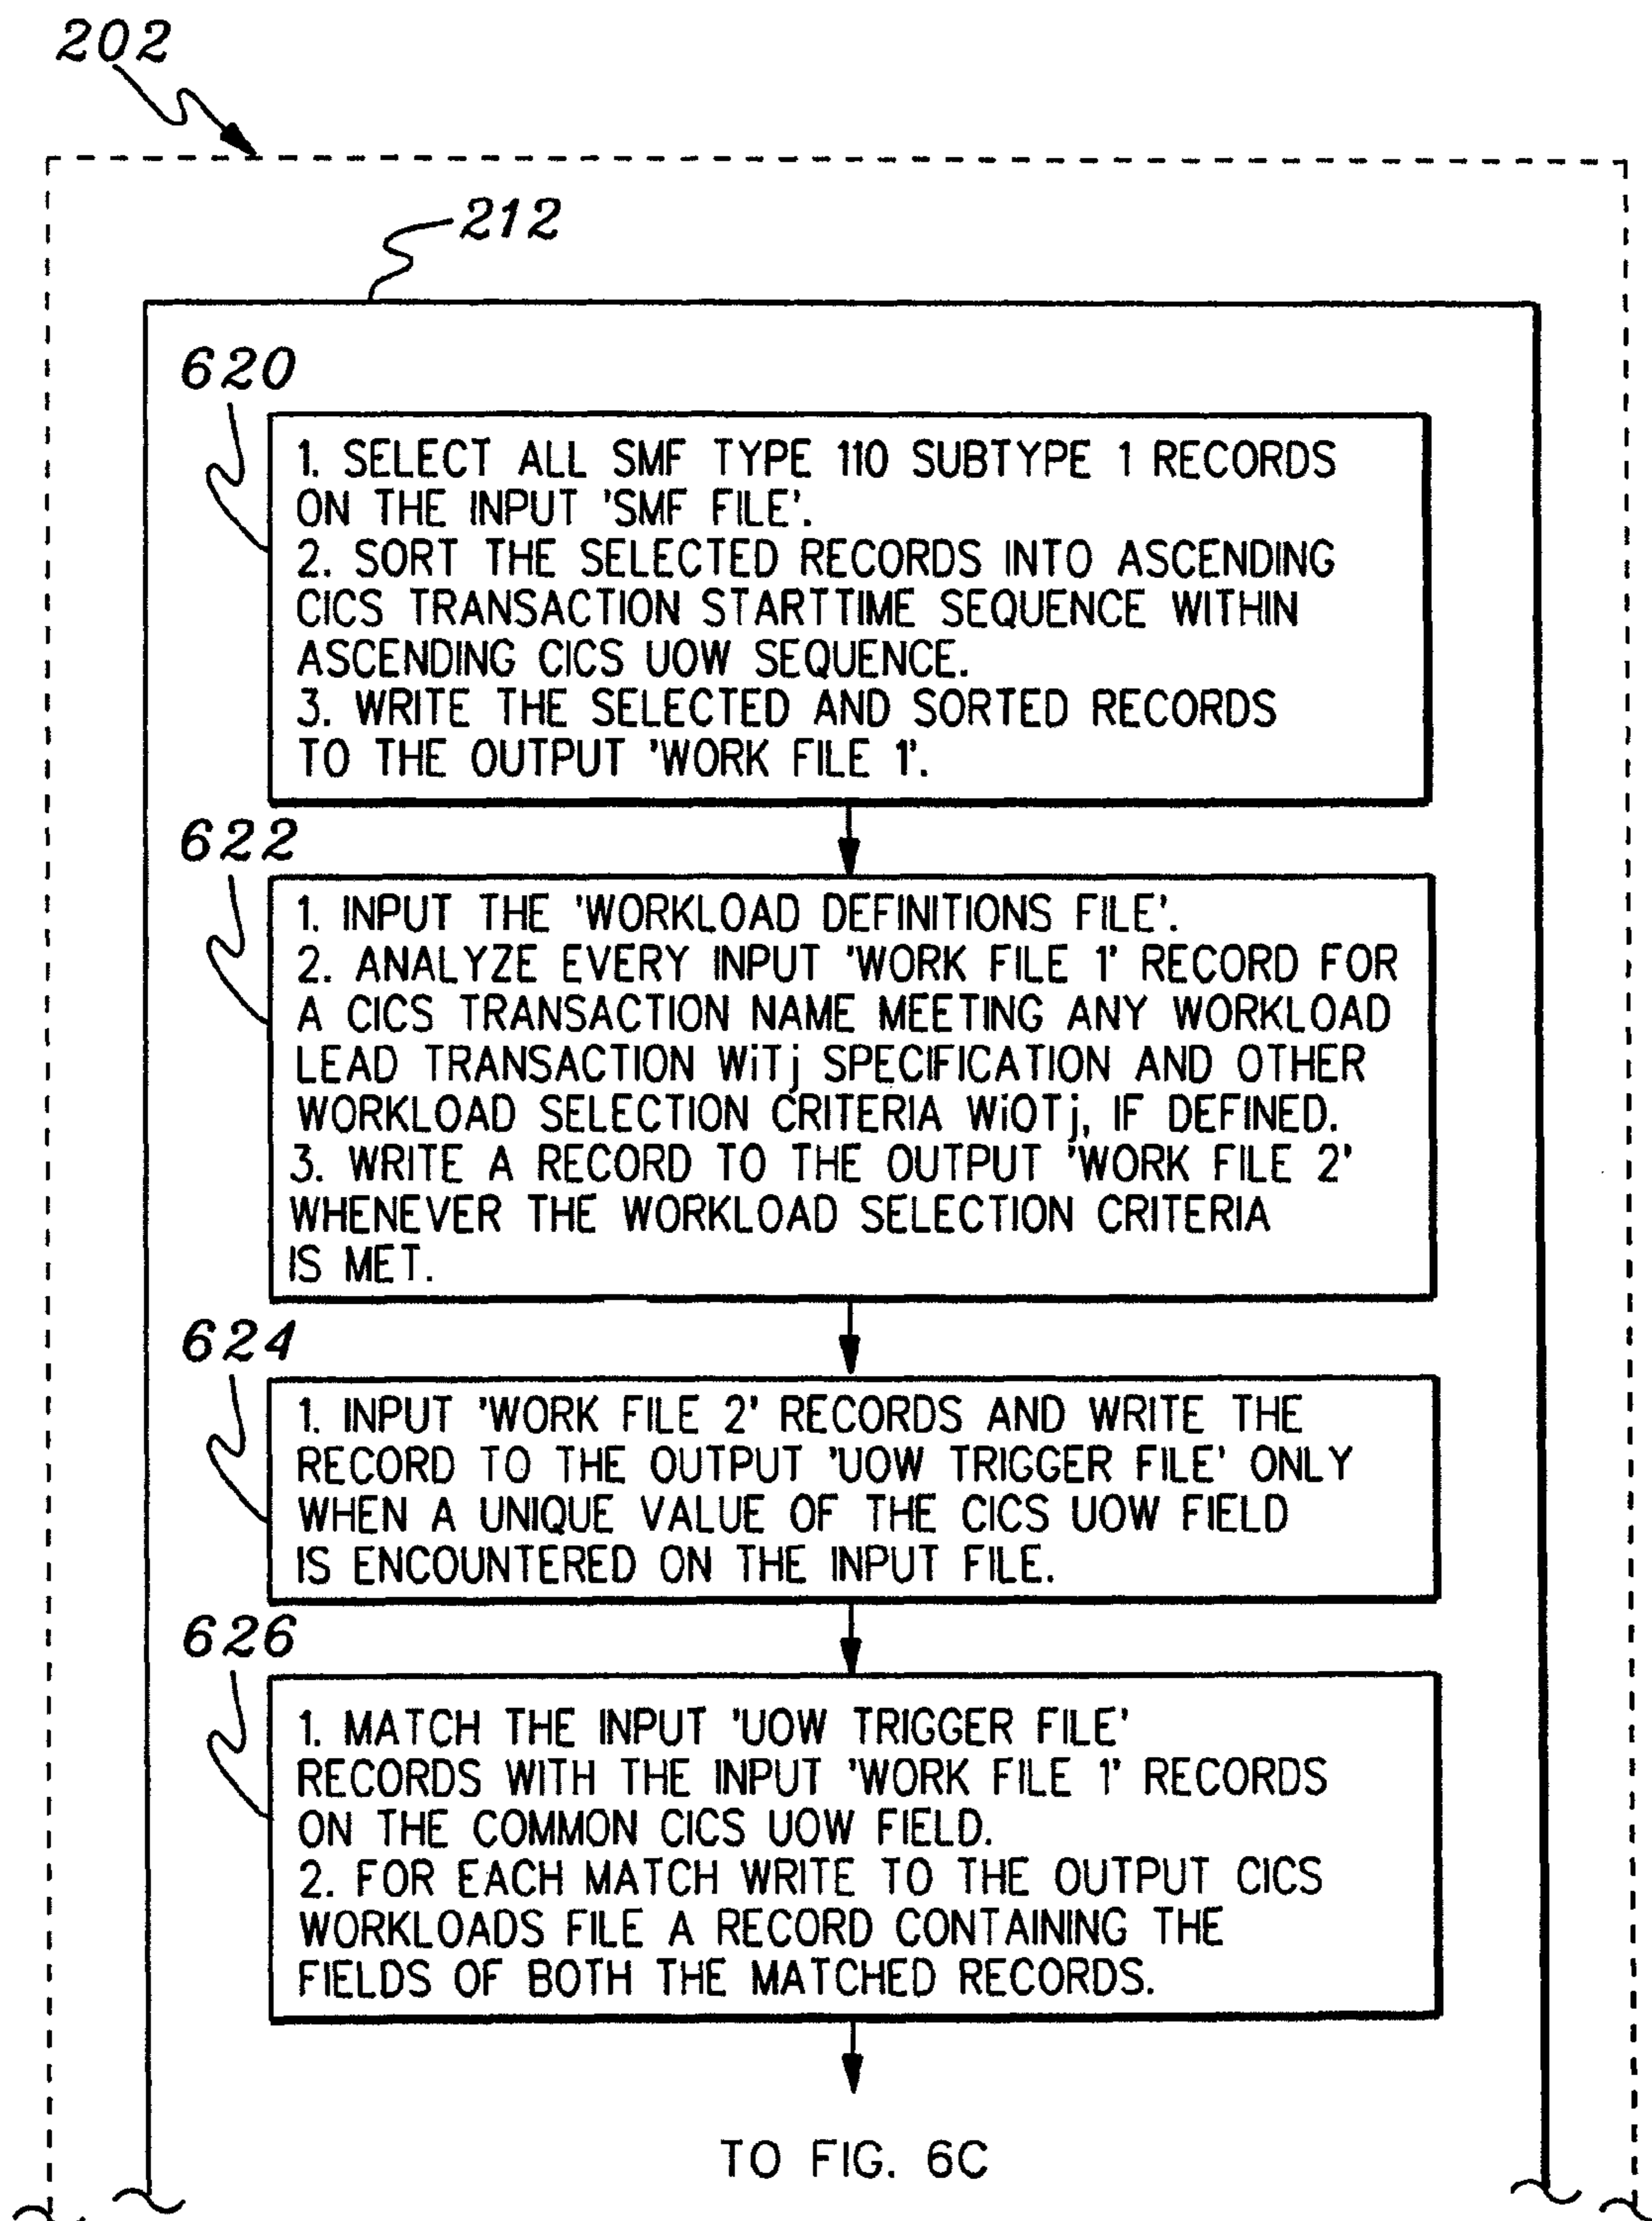 202
212
620
1. SELECT ALL SMF TYPE 110 SUBTYPE 1 RECORDS
ON THE INPUT 'SMF FILE'.
2. SORT THE SELECTED RECORDS INTO ASCENDING
CICS TRANSACTION STARTTIME SEQUENCE WITHIN
ASCENDING CICS UOW SEQUENCE.
3. WRITE THE SELECTED AND SORTED RECORDS
TO THE OUTPUT 'WORK FILE 1'.
622
1. INPUT THE 'WORKLOAD DEFINITIONS FILE'.
2. ANALYZE EVERY INPUT 'WORK FILE 1' RECORD FOR
A CICS TRANSACTION NAME MEETING ANY WORKLOAD
LEAD TRANSACTION WiTj SPECIFICATION AND OTHER
WORKLOAD SELECTION CRITERIA WiOTj, IF DEFINED.
3. WRITE A RECORD TO THE OUTPUT 'WORK FILE 2'
WHENEVER THE WORKLOAD SELECTION CRITERIA
IS MET.
624
1. INPUT 'WORK FILE 2' RECORDS AND WRITE THE
RECORD TO THE OUTPUT 'UOW TRIGGER FILE' ONLY
WHEN A UNIQUE VALUE OF THE CICS UOW FIELD
IS ENCOUNTERED ON THE INPUT FILE.
626
1. MATCH THE INPUT 'UOW TRIGGER FILE'
RECORDS WITH THE INPUT 'WORK FILE 1' RECORDS
ON THE COMMON CICS UOW FIELD.
2. FOR EACH MATCH WRITE TO THE OUTPUT CICS
WORKLOADS FILE A RECORD CONTAINING THE
FIELDS OF BOTH THE MATCHED RECORDS.
TO FIG. 6C